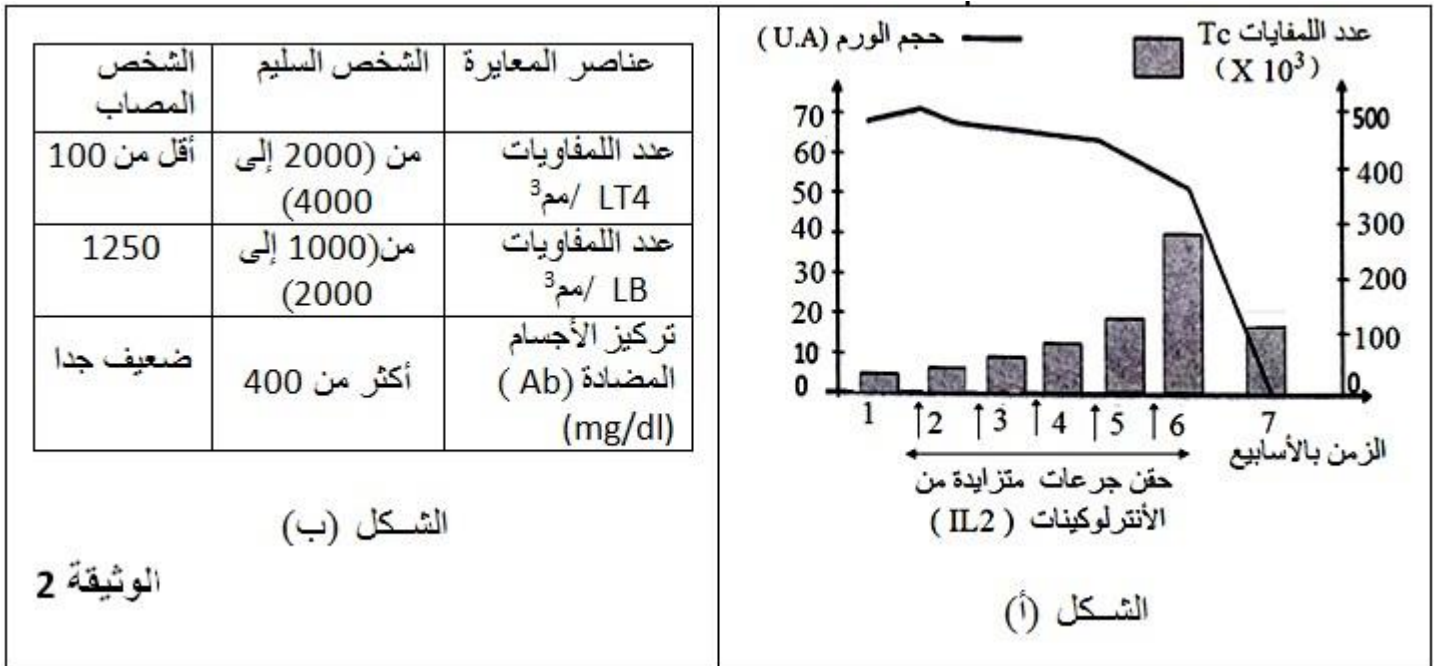 حجم الورم (U.A)
عدد اللمفايات Tc
(X 10³)
70
60
50
40
30
20
10
0
500
400
300
200
100
0
1 2 3 4 5 6 7
الزمن بالأسابيع
حقن جرعات متزايدة من
الأنترلوكينات (IL2)
الشكل (أ)
عناصر المعايرة الشخص السليم الشخص
المصاب
عدد اللمفاويات من (2000 إلى أقل من 100
LT4 /مم³ 4000)
عدد اللمفاويات من(1000 إلى 1250
LB /مم³ 2000)
تركيز الأجسام
المضادة (Ab) أكثر من 400 ضعيف جدا
(mg/dl)
الشكل (ب)
الوثيقة 2